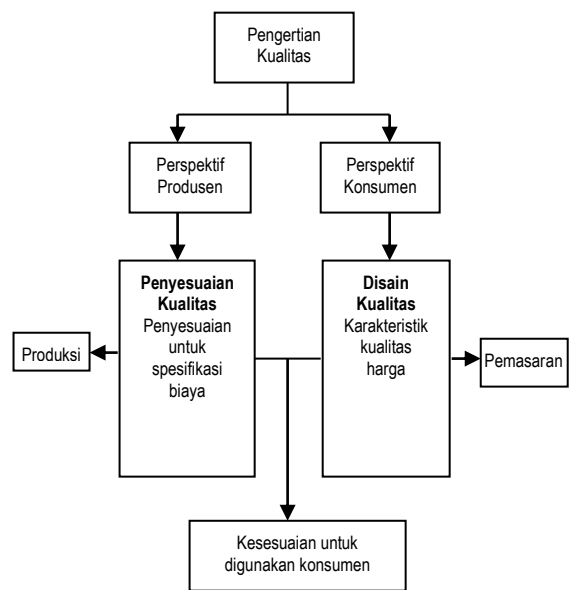 Pengertian
Kualitas
Perspektif
Produsen
Perspektif
Konsumen
Penyesuaian
Kualitas
Penyesuaian
untuk
spesifikasi
biaya
Disain
Kualitas
Karakteristik
kualitas
harga
Produksi
Pemasaran
Kesesuaian untuk
digunakan konsumen